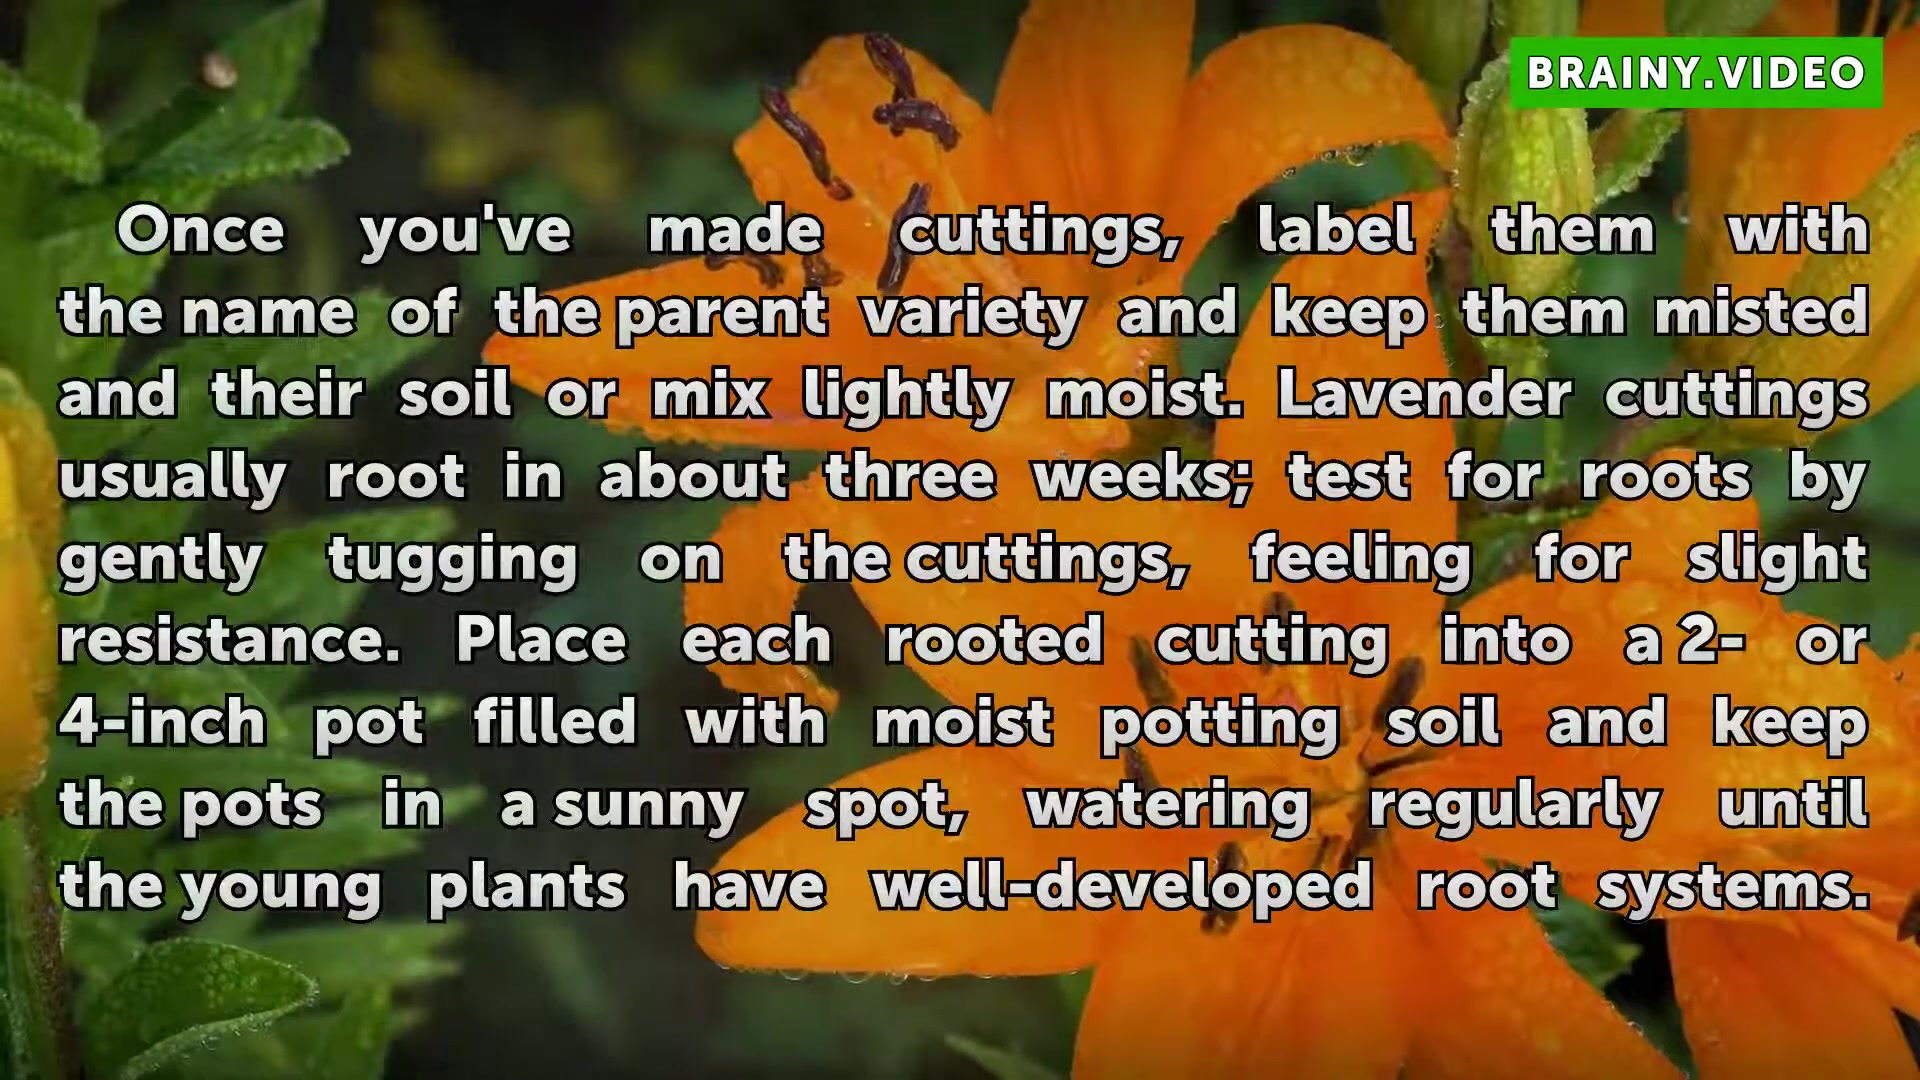 BRAINY.VIDEO
Once you've made cuttings, label them with
the name of the parent variety and keep them misted
and their soil or mix lightly moist. Lavender cuttings
usually root in about three weeks; test for roots by
gently tugging on the cuttings, feeling for slight
resistance. Place each rooted cutting into a 2- or
4-inch pot filled with moist potting soil and keep
the pots in a sunny spot, watering regularly until
the young plants have well-developed root systems.